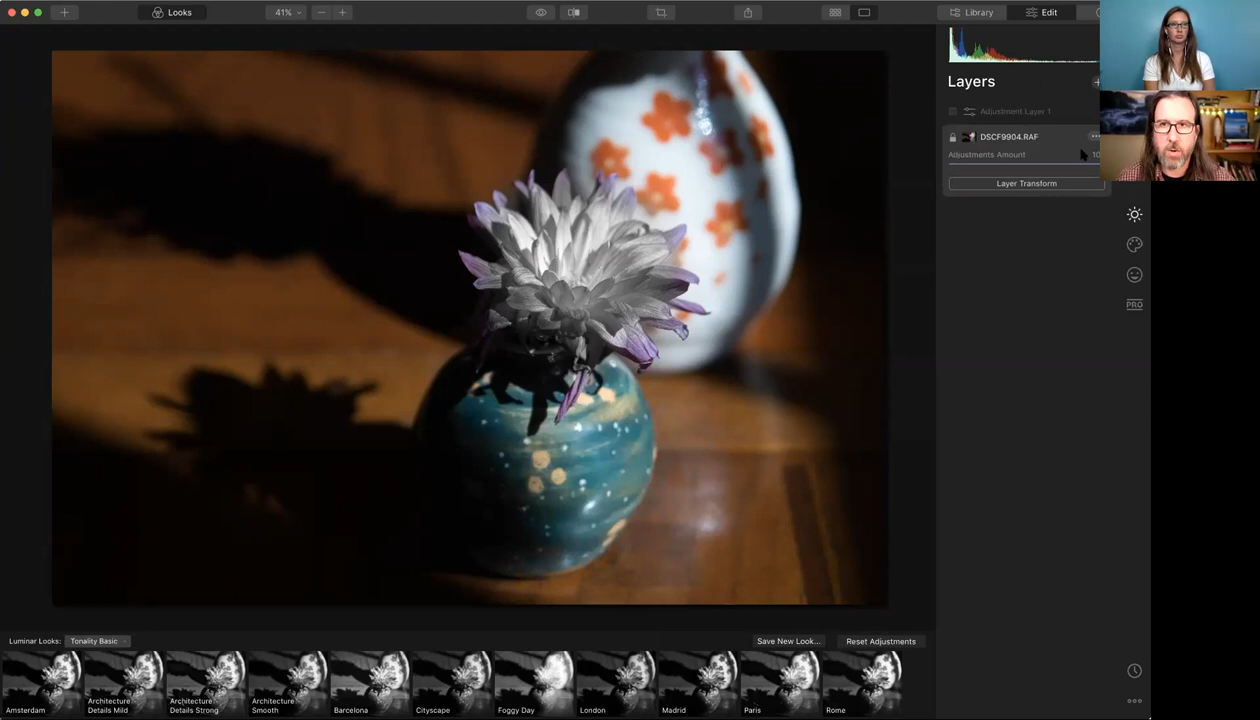 Looks
41%
Library
Edit
Layers
Adjustment Layer 1
DSCF9904.RAF
Adjustments Amount
10
Layer Transform
PRO
Luminar Looks:
Tonality Basic
Save New Look...
Reset Adjustments
Amsterdam
Architecture
Details Mild
Architecture
Details Strong
Architecture
Smooth
Barcelona
Cityscape
Foggy Day
London
Madrid
Paris
Rome